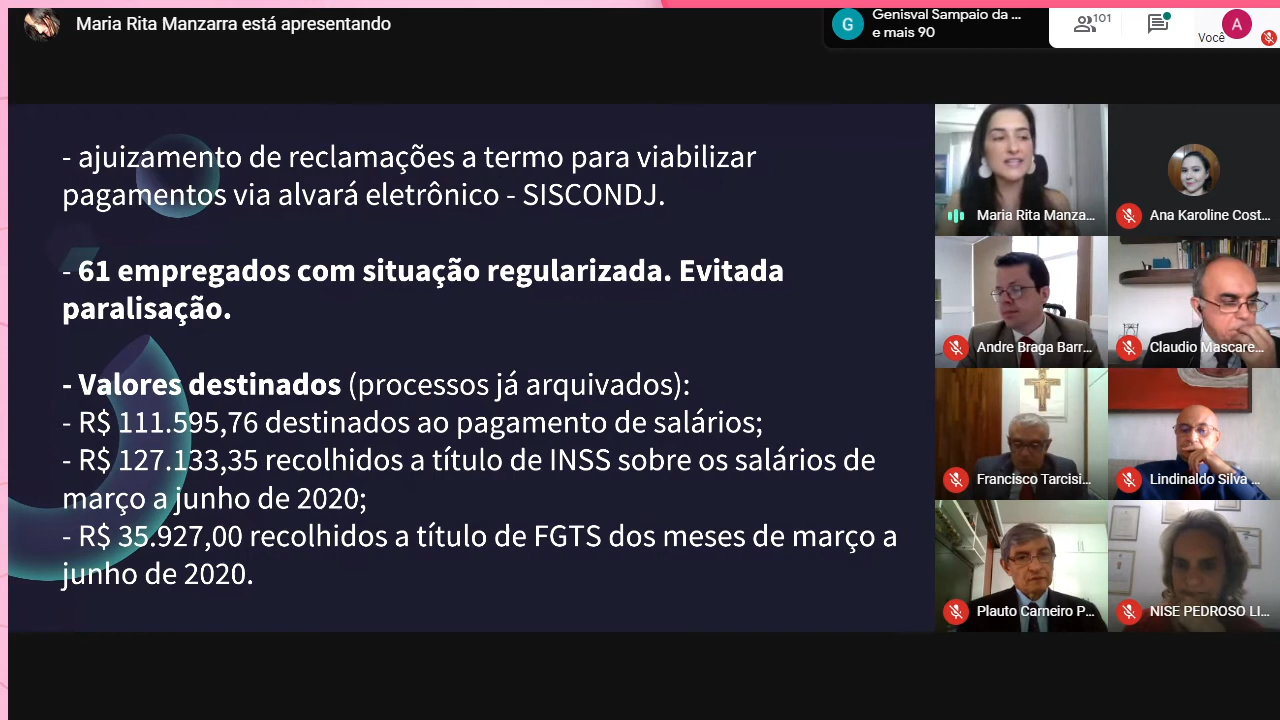 Maria Rita Manzarra está apresentando
G
Genisval Sampaio da ...
e mais 90
101
Você
A
- ajuizamento de reclamações a termo para viabilizar
pagamentos via alvará eletrônico - SISCONDJ.
- 61 empregados com situação regularizada. Evitada
paralisação.
- Valores destinados (processos já arquivados):
- R$ 111.595,76 destinados ao pagamento de salários;
- R$ 127.133,35 recolhidos a título de INSS sobre os salários de
março a junho de 2020;
- R$ 35.927,00 recolhidos a título de FGTS dos meses de março a
junho de 2020.
Maria Rita Manza...
Ana Karoline Cost...
Andre Braga Barr...
Claudio Mascare...
Francisco Tarcisi...
Lindinaldo Silva ...
Plauto Carneiro P...
NISE PEDROSO LI...